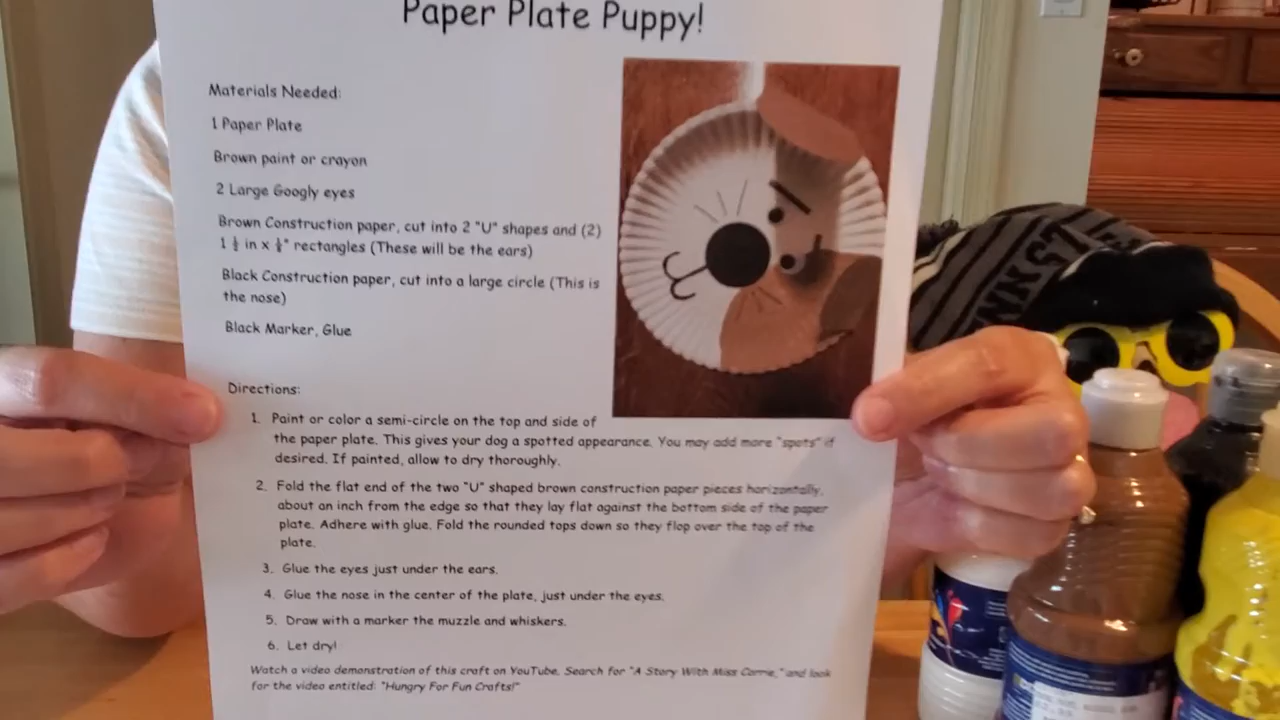 Paper Plate Puppy!
Materials Needed:
1 Paper Plate
Brown paint or crayon
2 Large Googly eyes
Brown Construction paper, cut into 2 "U" shapes and (2)
1 ½ in x ½" rectangles (These will be the ears)
Black Construction paper, cut into a large circle (This is
the nose)
Black Marker, Glue
Directions:
1. Paint or color a semi-circle on the top and side of
the paper plate. This gives your dog a spotted appearance. You may add more "spots" if
desired. If painted, allow to dry thoroughly.
2. Fold the flat end of the two "U" shaped brown construction paper pieces horizontally,
about an inch from the edge so that they lay flat against the bottom side of the paper
plate. Adhere with glue. Fold the rounded tops down so they flop over the top of the
plate.
3. Glue the eyes just under the ears.
4. Glue the nose in the center of the plate, just under the eyes.
5. Draw with a marker the muzzle and whiskers.
6. Let dry!
Watch a video demonstration of this craft on YouTube. Search for "A Story With Miss Carrie," and look
for the video entitled: "Hungry For Fun Crafts!"